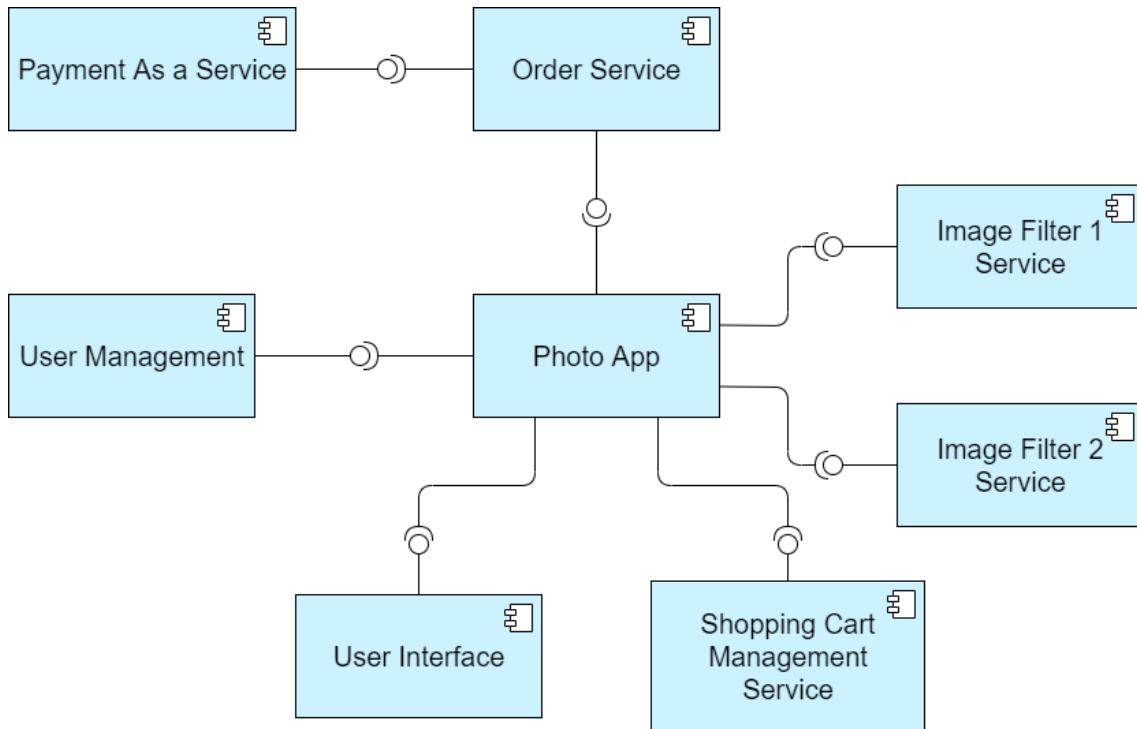 Payment As a Service
Order Service
Image Filter 1
Service
User Management
Photo App
Image Filter 2
Service
User Interface
Shopping Cart
Management
Service